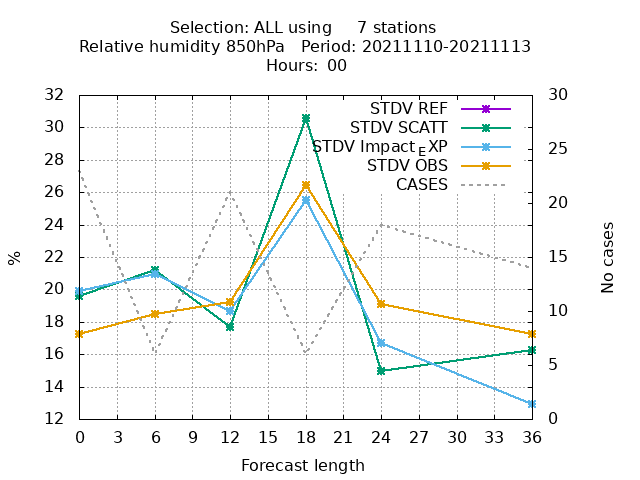 Selection: ALL using     7 stations
Relative humidity 850hPa   Period: 20211110-20211113
Hours: 00
32
30
28
26
24
22
20
18
16
14
12
%
STDV REF
STDV SCATT
STDV Impact_EXP
STDV OBS
CASES
30
25
20
15
10
5
0
No cases
0 3 6 9 12 15 18 21 24 27 30 33 36
Forecast length